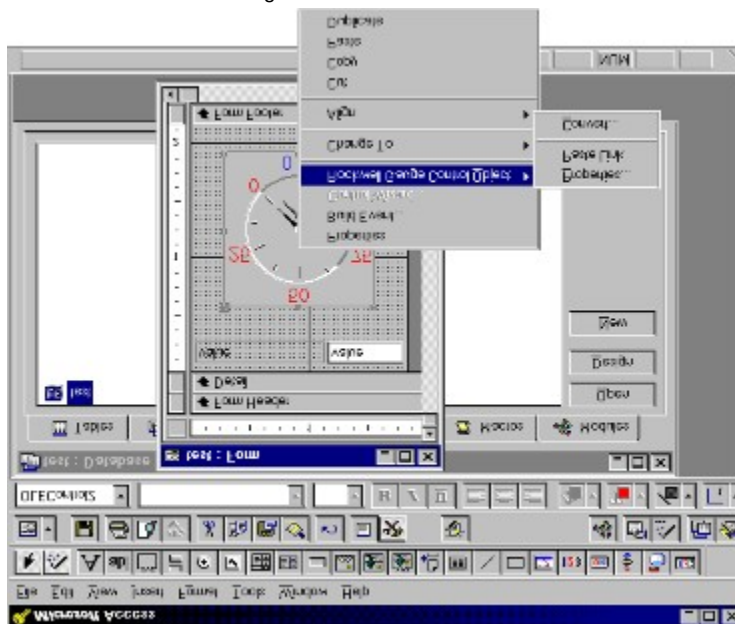 Microsoft Access
File Edit View Insert Format Tools Window Help
OLEControl2
test : Database
test : Form
Tables
Macros
Modules
Form Header
Detail
test
Open
Design
New
value
value
50
25
75
0
0
Form Footer
Properties
Build Event...
Rockwell Gauge Control Object
Properties...
Paste Link
Convert...
Change To
Align
Cut
Copy
Paste
Duplicate
NUM